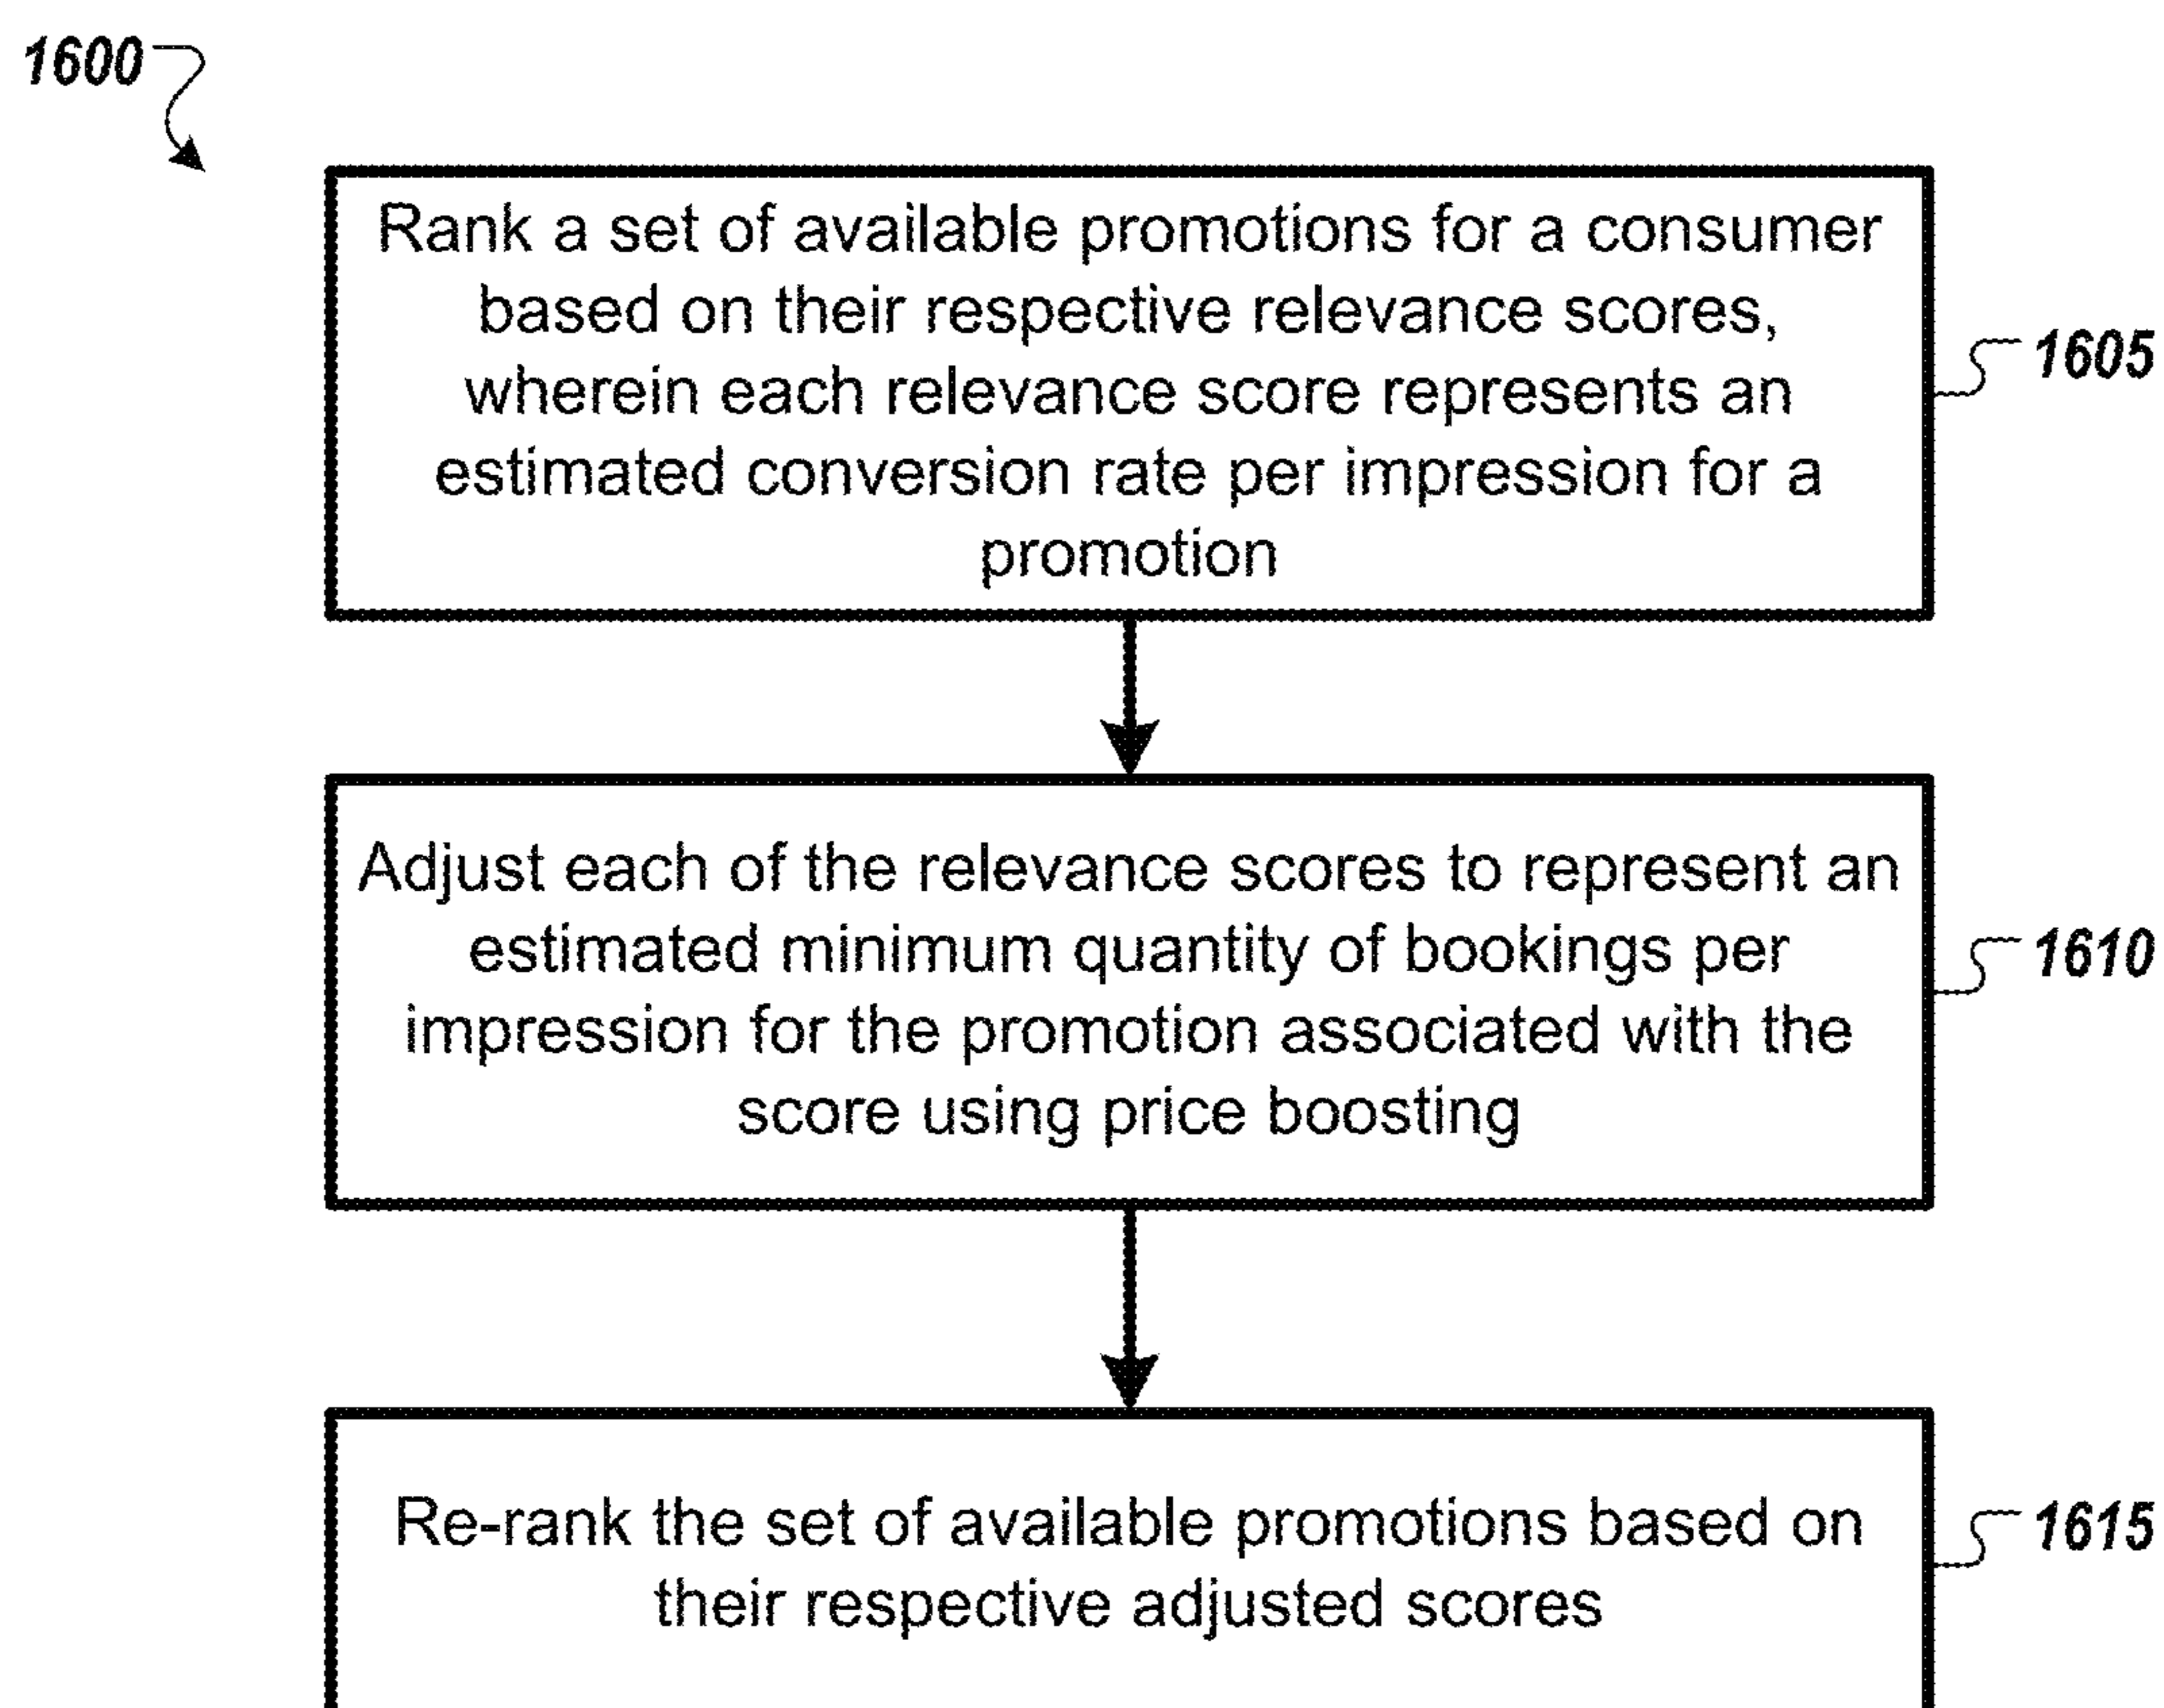 1600
Rank a set of available promotions for a consumer
based on their respective relevance scores,
wherein each relevance score represents an
estimated conversion rate per impression for a
promotion
1605
Adjust each of the relevance scores to represent an
estimated minimum quantity of bookings per
impression for the promotion associated with the
score using price boosting
1610
Re-rank the set of available promotions based on
their respective adjusted scores
1615